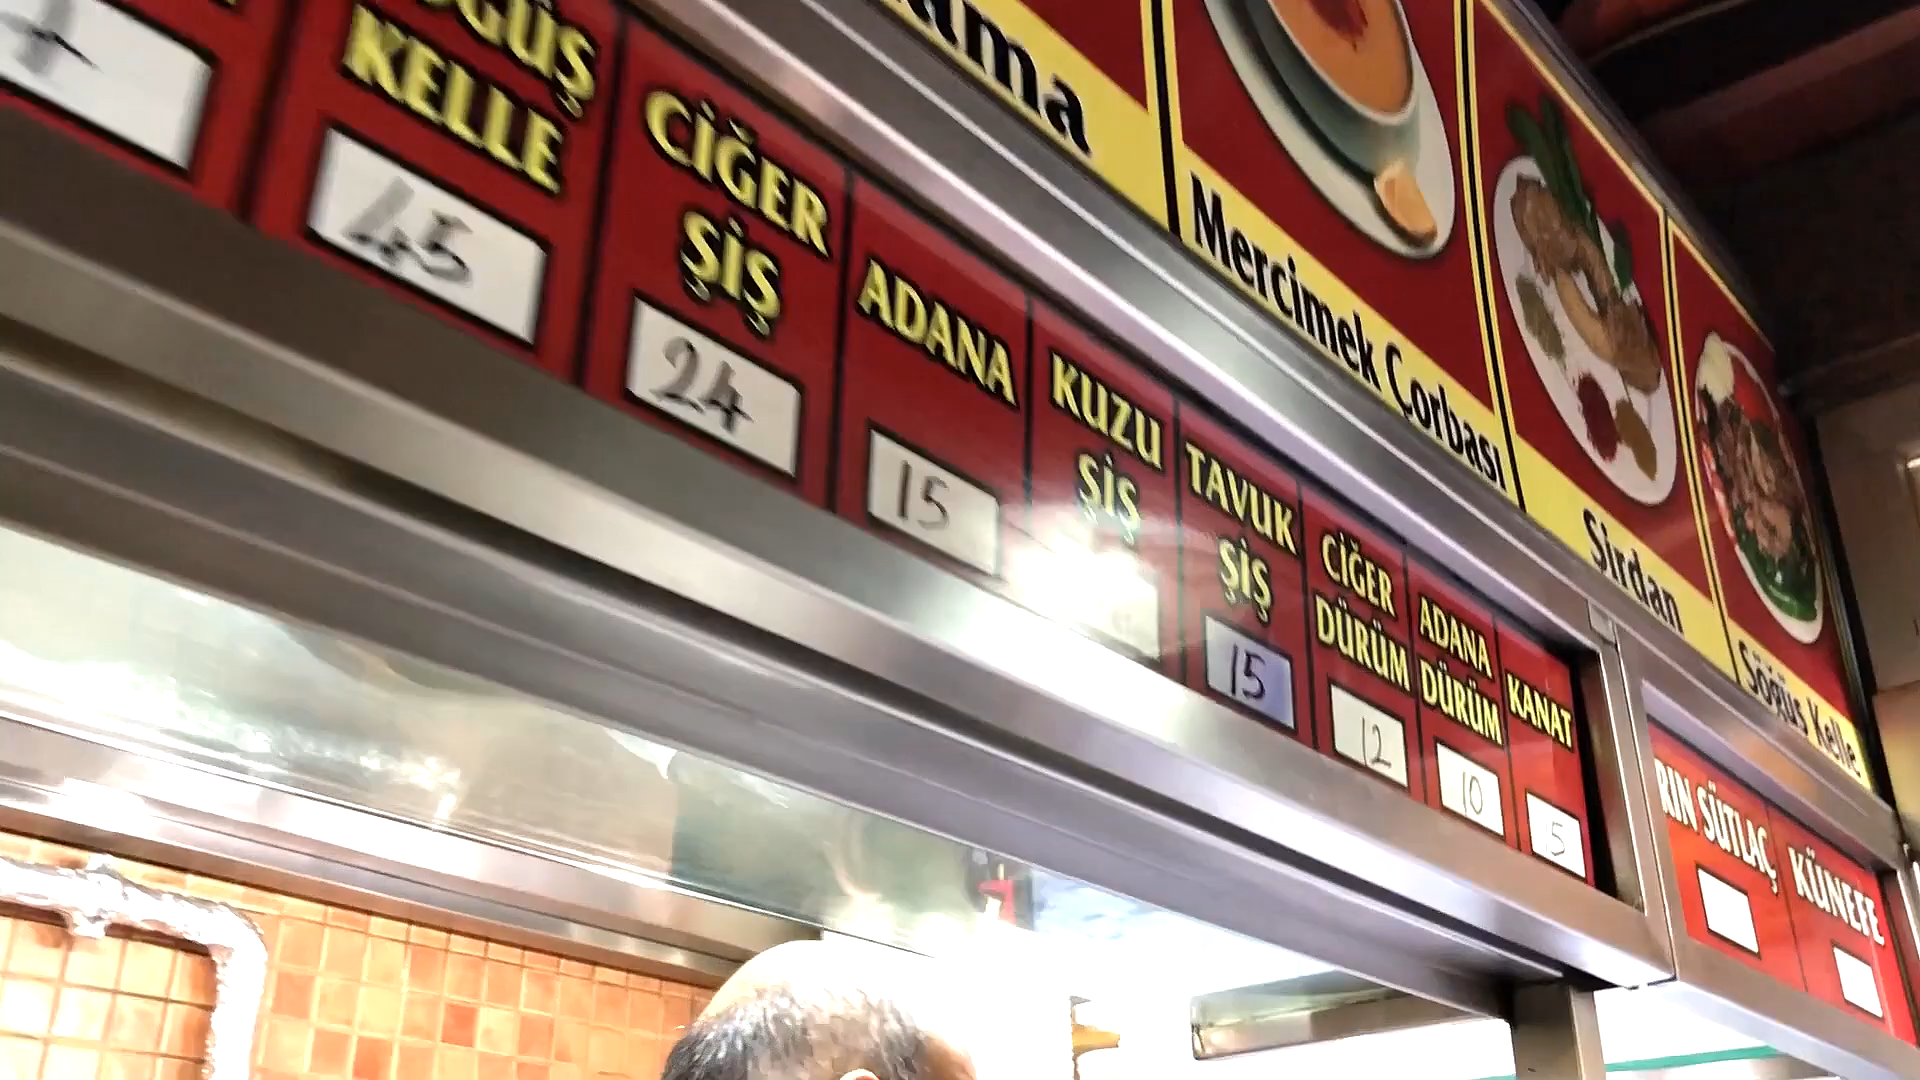 KELLE
45
CİĞER
ŞİŞ
24
ADANA
15
KUZU
ŞİŞ
TAVUK
ŞİŞ
15
CİĞER
DÜRÜM
12
ADANA
DÜRÜM
10
KANAT
15
Mercimek Çorbası
Şirdan
Söğüş Kelle
SÜTLAÇ
KÜNEFE